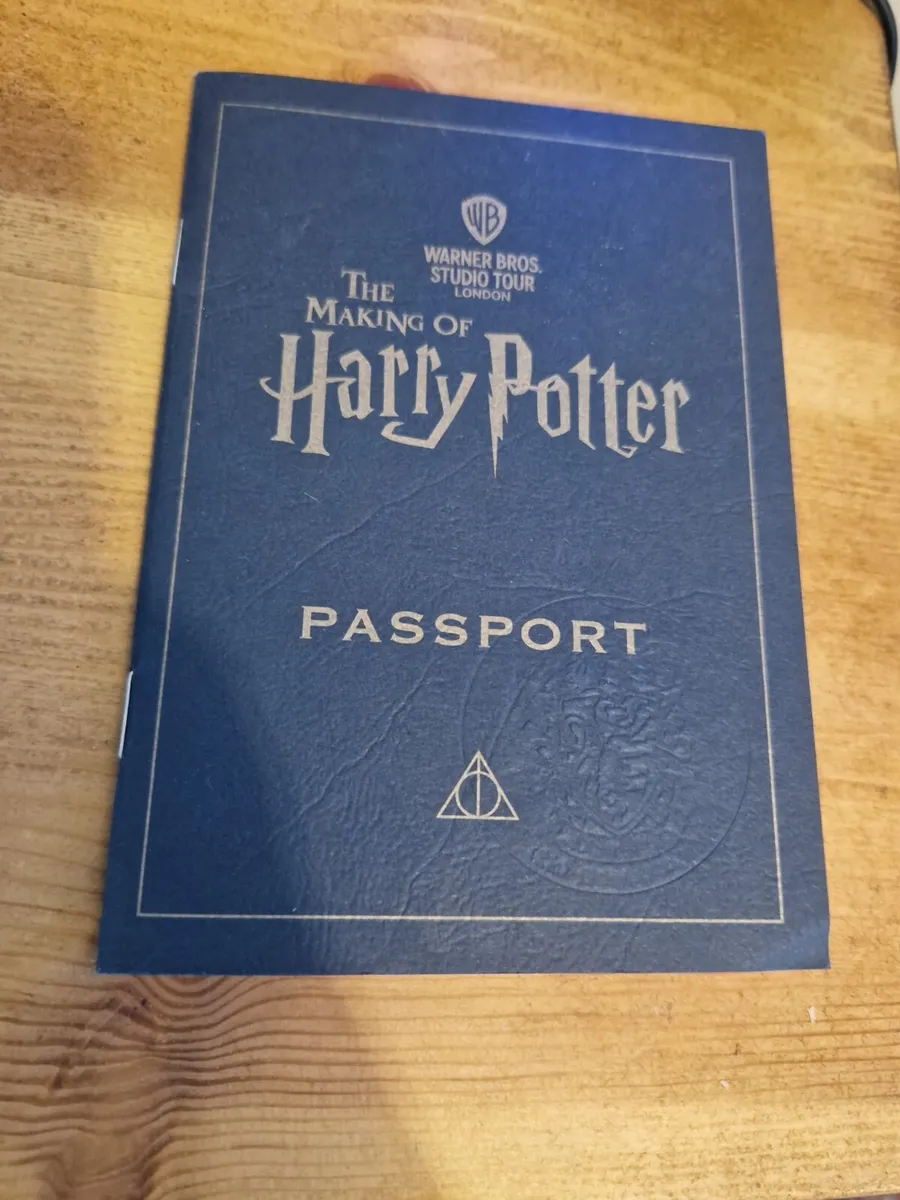 WB
WARNER BROS.
STUDIO TOUR
LONDON
THE
MAKING OF
Harry Potter
PASSPORT